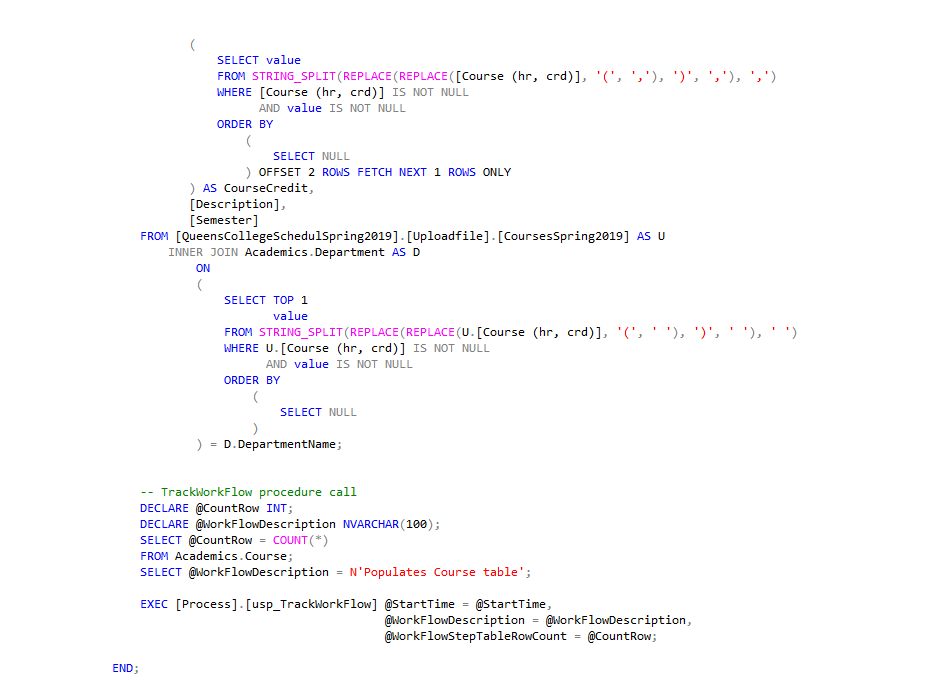 (
SELECT value
FROM STRING_SPLIT(REPLACE(REPLACE([Course (hr, crd)], '(', ','), ')', ','), ',')
WHERE [Course (hr, crd)] IS NOT NULL
AND value IS NOT NULL
ORDER BY
(
SELECT NULL
) OFFSET 2 ROWS FETCH NEXT 1 ROWS ONLY
) AS CourseCredit,
[Description],
[Semester]
FROM [QueensCollegeSchedulSpring2019].[Uploadfile].[CoursesSpring2019] AS U
INNER JOIN Academics.Department AS D
ON
(
SELECT TOP 1
value
FROM STRING_SPLIT(REPLACE(REPLACE(U.[Course (hr, crd)], '(', ' '), ')', ' '), ' ')
WHERE U.[Course (hr, crd)] IS NOT NULL
AND value IS NOT NULL
ORDER BY
(
SELECT NULL
)
) = D.DepartmentName;
-- TrackWorkFlow procedure call
DECLARE @CountRow INT;
DECLARE @WorkFlowDescription NVARCHAR(100);
SELECT @CountRow = COUNT(*)
FROM Academics.Course;
SELECT @WorkFlowDescription = N'Populates Course table';
EXEC [Process].[usp_TrackWorkFlow] @StartTime = @StartTime,
@WorkFlowDescription = @WorkFlowDescription,
@WorkFlowStepTableRowCount = @CountRow;
END;